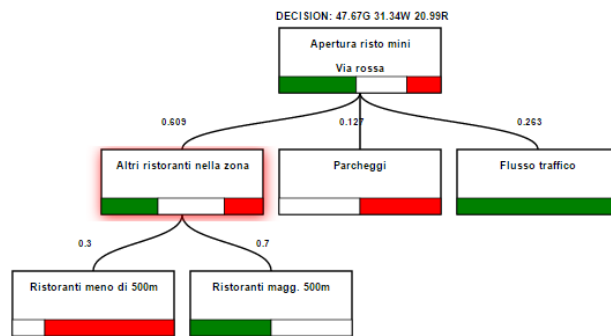 DECISION: 47.67G 31.34W 20.99R
Apertura risto mini
Via rossa
0.609
0.127
0.263
Altri ristoranti nella zona
Parcheggi
Flusso traffico
0.3
0.7
Ristoranti meno di 500m
Ristoranti magg. 500m